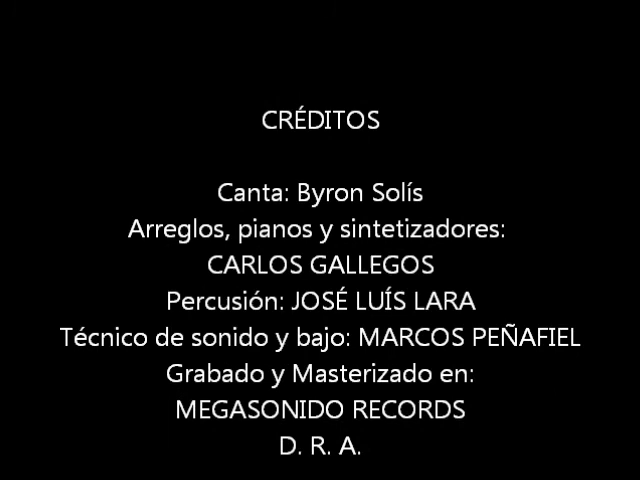 CRÉDITOS
Canta: Byron Solís
Arreglos, pianos y sintetizadores:
CARLOS GALLEGOS
Percusión: JOSÉ LUÍS LARA
Técnico de sonido y bajo: MARCOS PEÑAFIEL
Grabado y Masterizado en:
MEGASONIDO RECORDS
D. R. A.